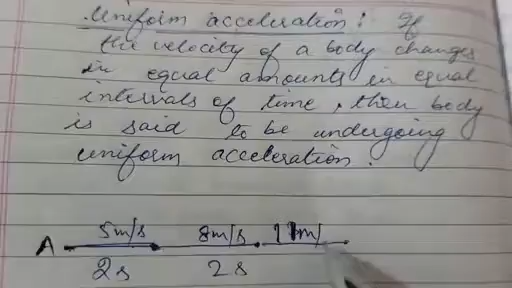 Uniform acceleration : If
the velocity of a body changes
in equal amounts in equal
intervals of time, then body
is said to be undergoing
uniform acceleration.
5m/s 8m/s 11m/
A
2s 2s